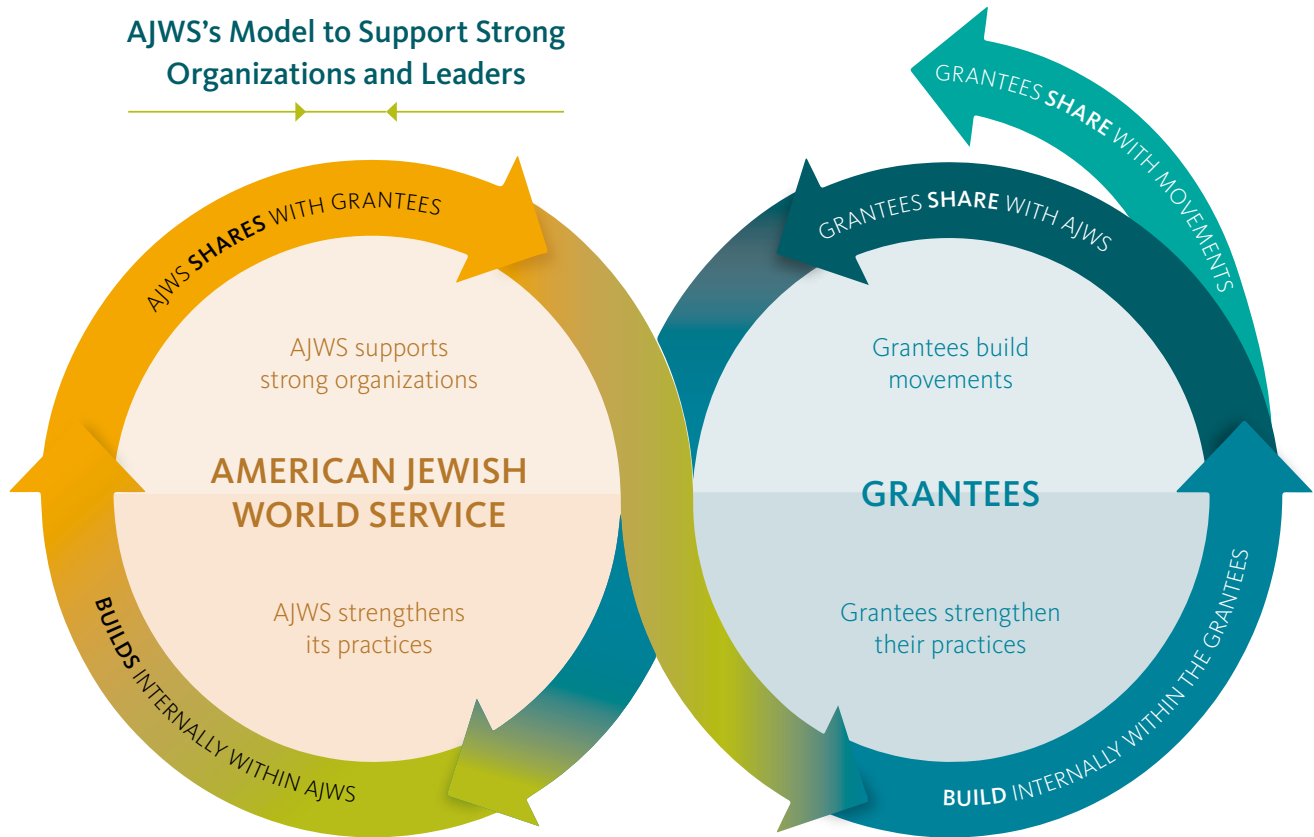 AJWS's Model to Support Strong
Organizations and Leaders
AJWS SHARES WITH GRANTEES
AJWS supports
strong organizations
AMERICAN JEWISH
WORLD SERVICE
AJWS strengthens
its practices
BUILDS INTERNALLY WITHIN AJWS
GRANTEES SHARE WITH MOVEMENTS
GRANTEES SHARE WITH AJWS
Grantees build
movements
GRANTEES
Grantees strengthen
their practices
BUILD INTERNALLY WITHIN THE GRANTEES